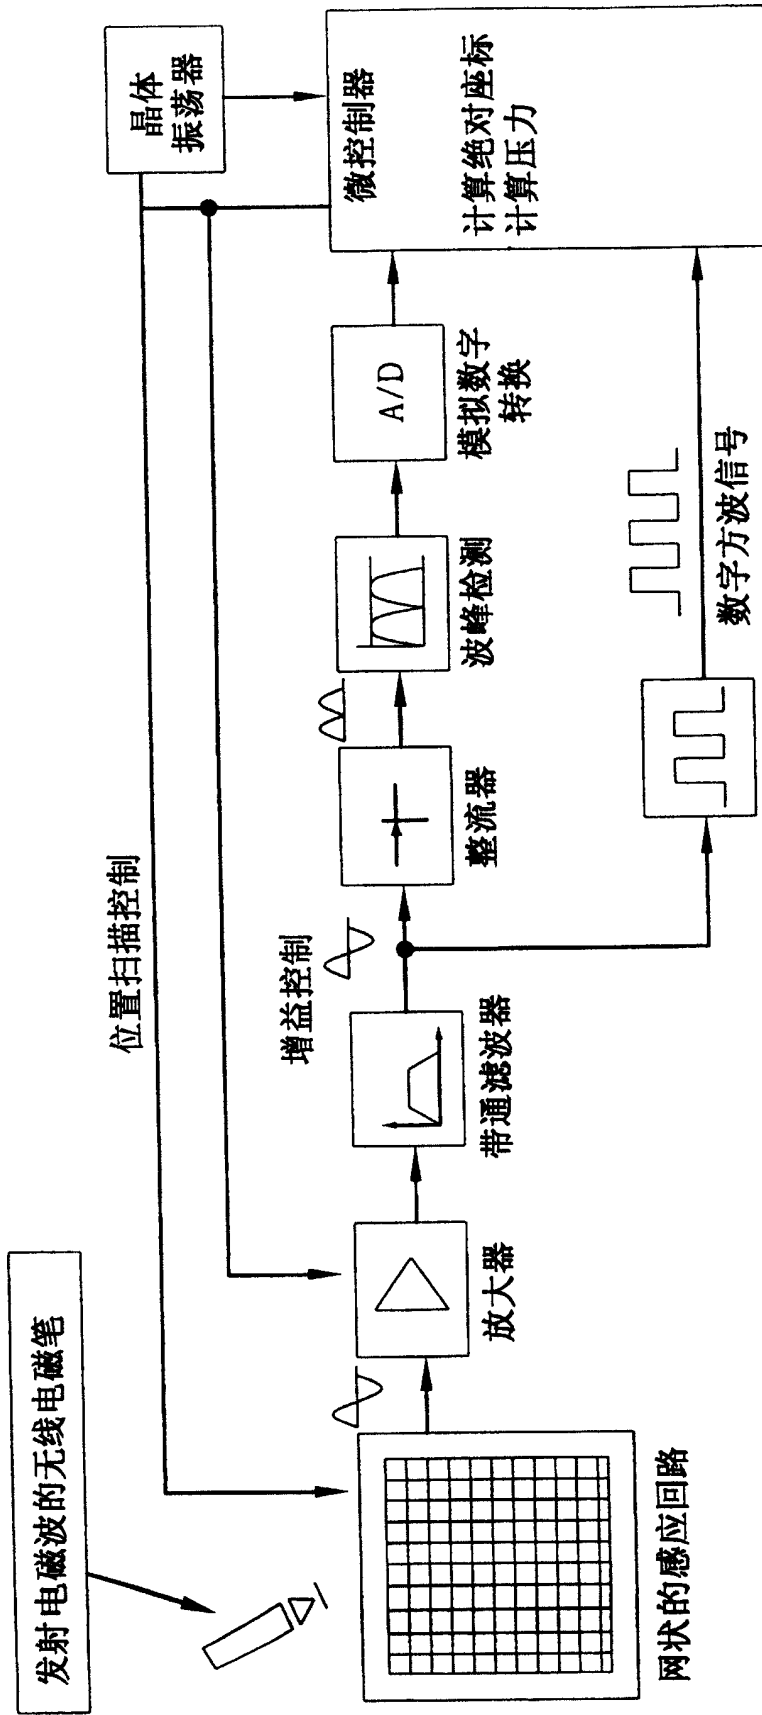 发射电磁波的无线电磁笔
位置扫描控制
晶体
振荡器
增益控制
微控制器
计算绝对座标
计算压力
A/D
网状的感应回路
放大器
带通滤波器
整流器
波峰检测
模拟数字
转换
数字方波信号